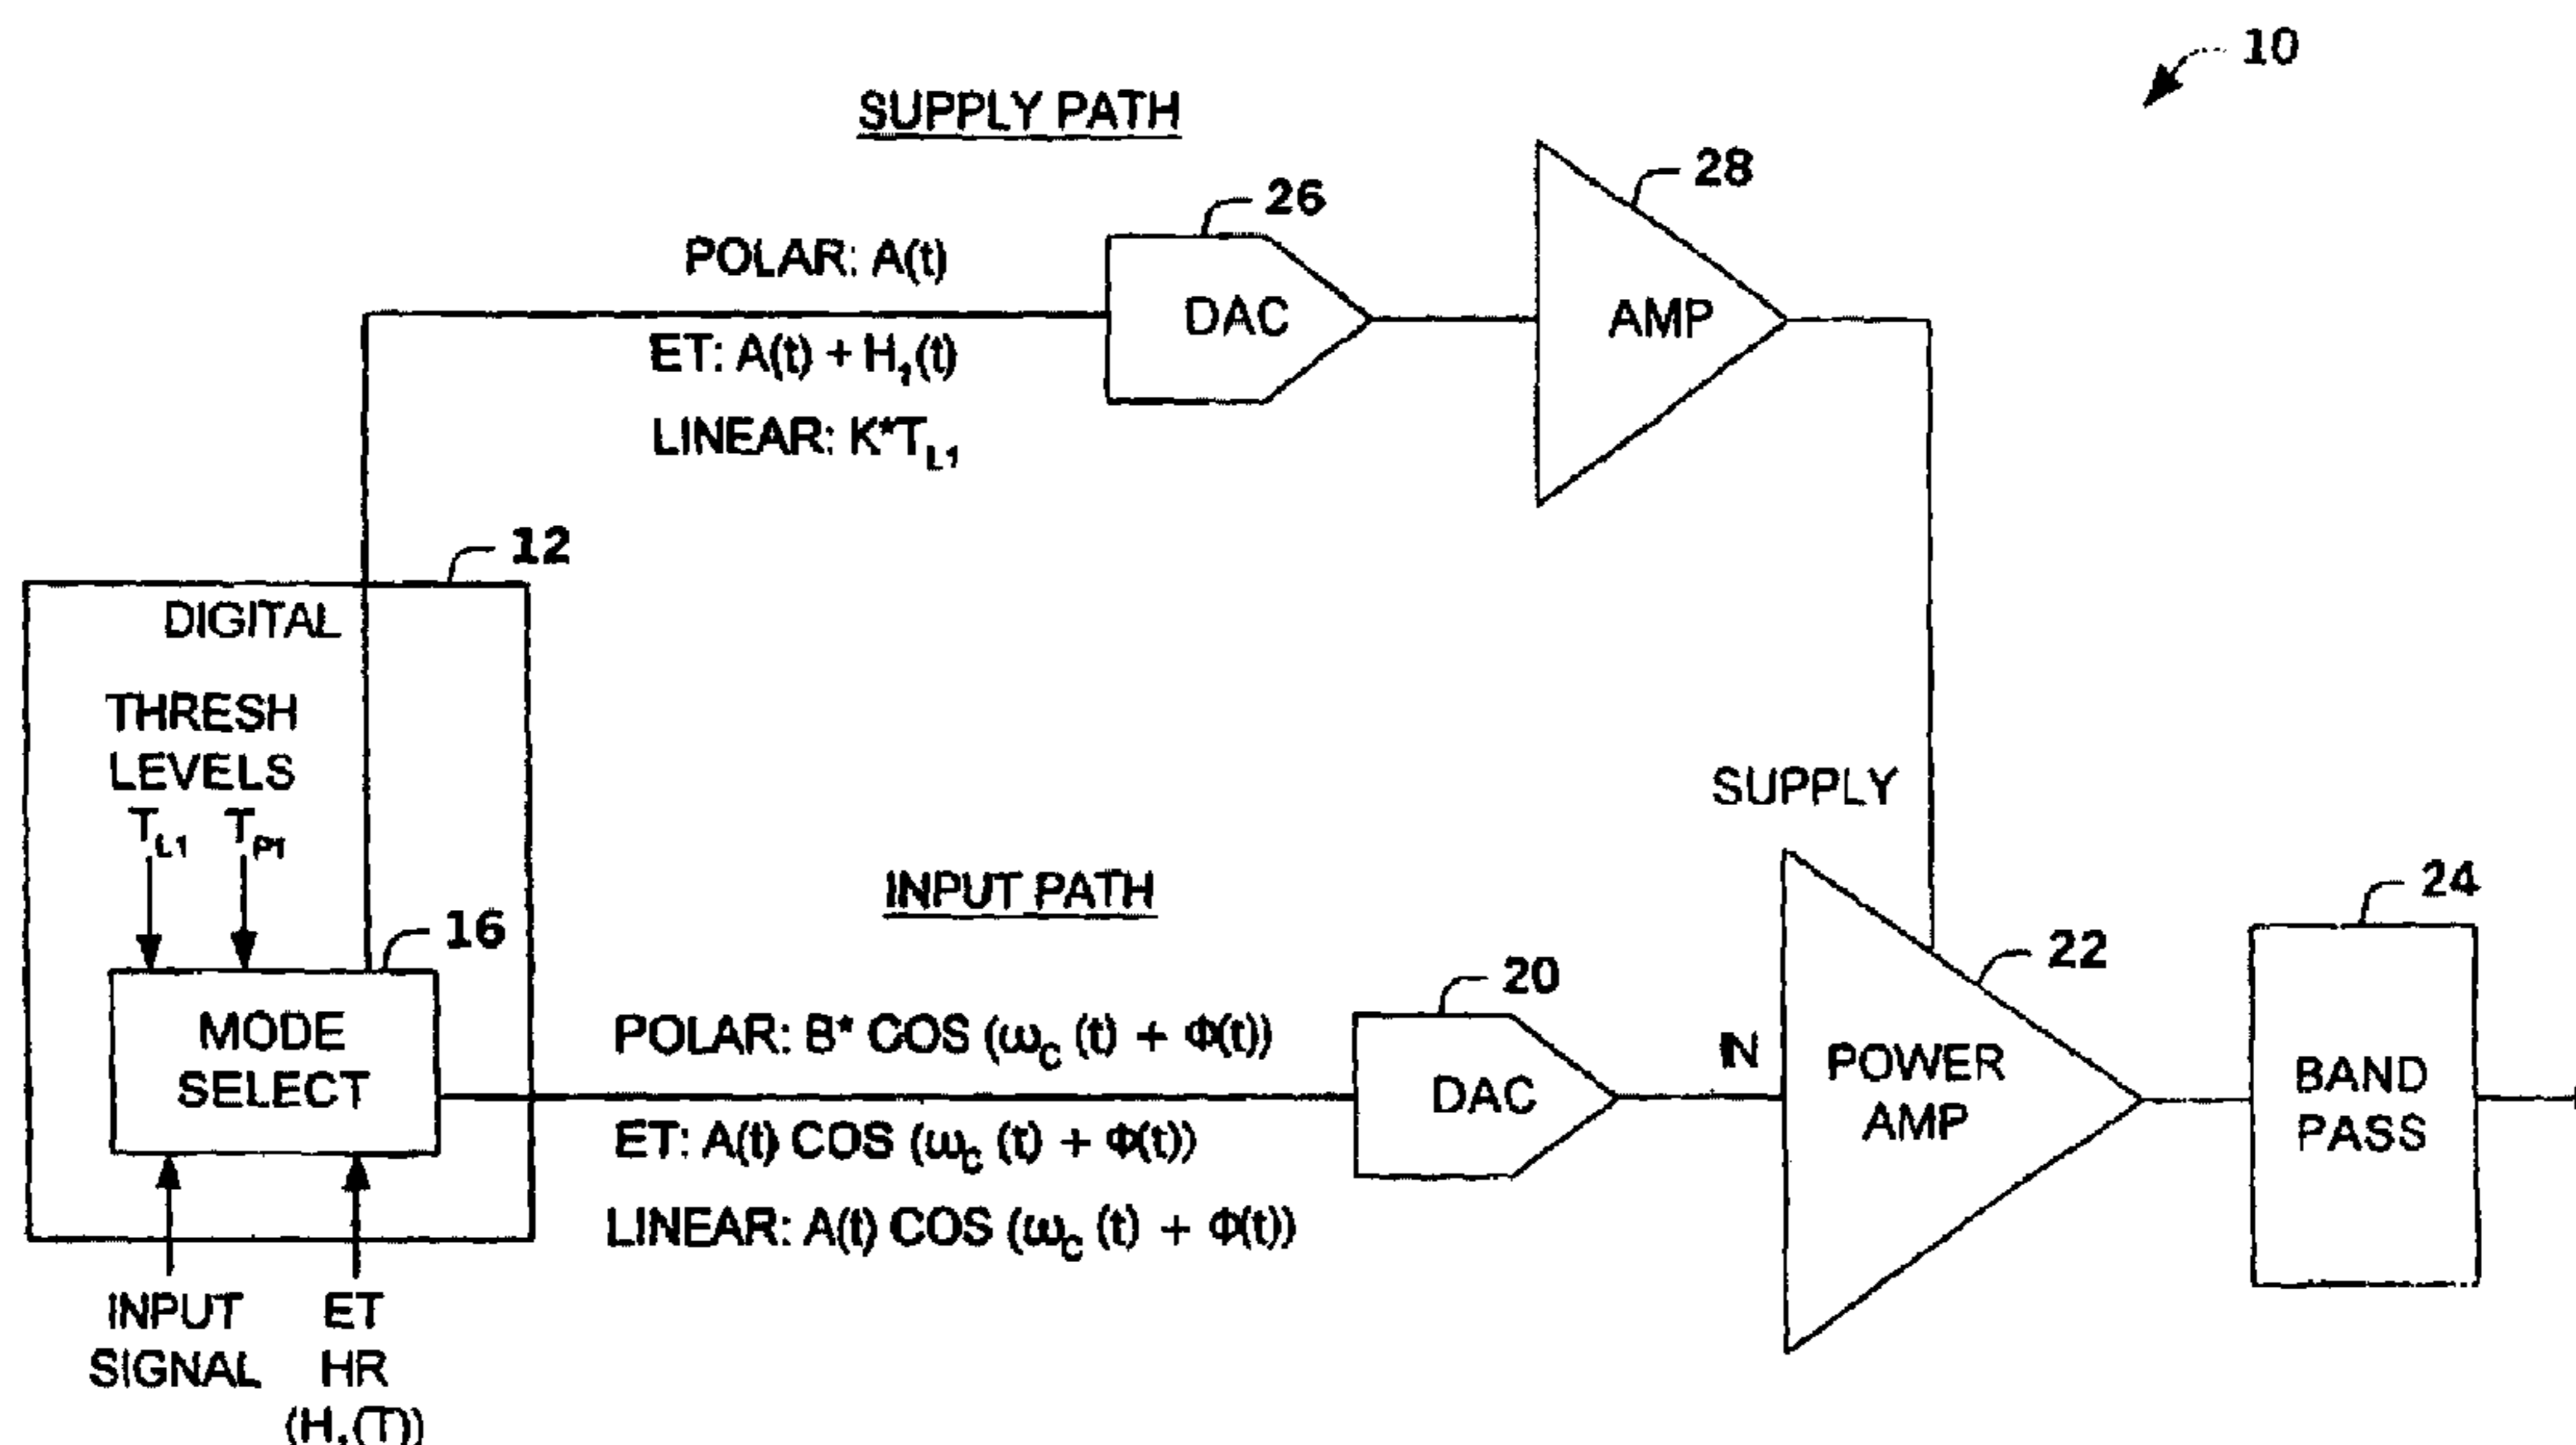 10
SUPPLY PATH
26
28
POLAR: A(t)
DAC
AMP
ET: A(t) + H₁(t)
LINEAR: K*T_L1
12
DIGITAL
THRESH
LEVELS
T_L1 T_P1
SUPPLY
INPUT PATH
16
20
22
24
MODE
SELECT
POLAR: B* COS (ω_C (t) + Φ(t))
DAC
IN
POWER
AMP
BAND
PASS
ET: A(t) COS (ω_C (t) + Φ(t))
LINEAR: A(t) COS (ω_C (t) + Φ(t))
INPUT
SIGNAL
ET
HR
(H₁(T))